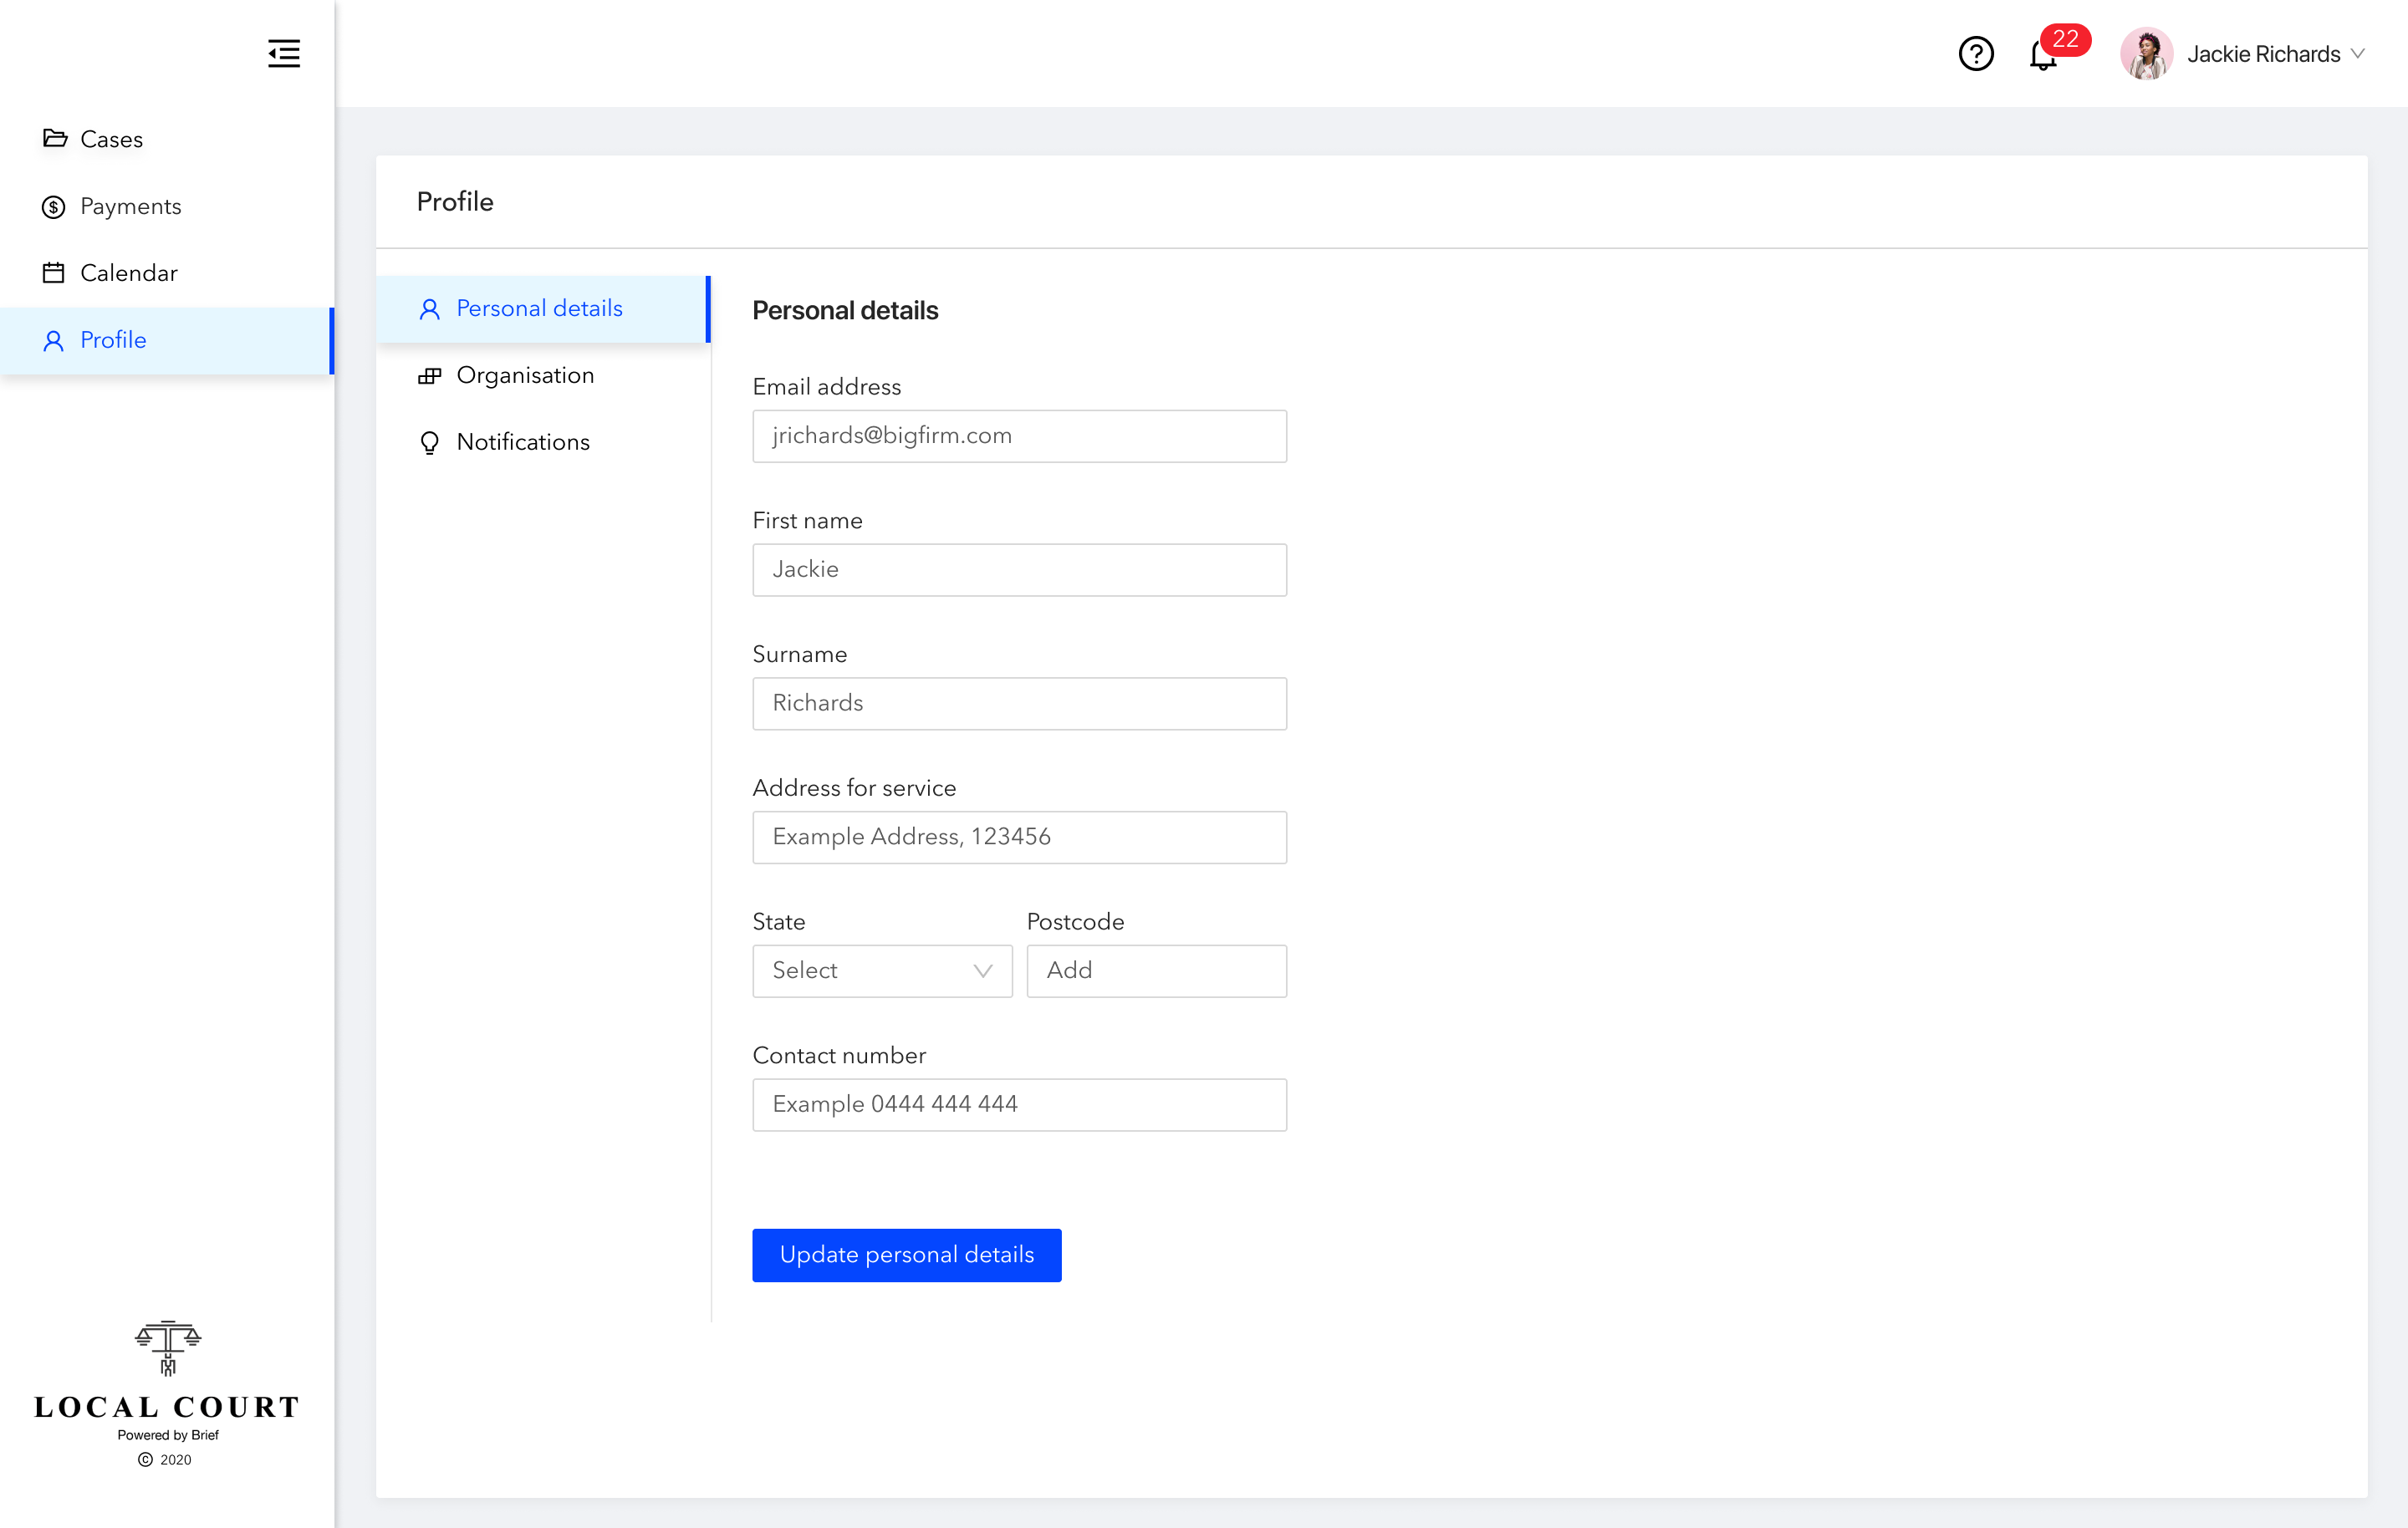 22
Jackie Richards
Cases
Payments
Calendar
Profile
LOCAL COURT
Powered by Brief
© 2020
Profile
Personal details
Organisation
Notifications
Personal details
Email address
jrichards@bigfirm.com
First name
Jackie
Surname
Richards
Address for service
Example Address, 123456
State Postcode
Select Add
Contact number
Example 0444 444 444
Update personal details